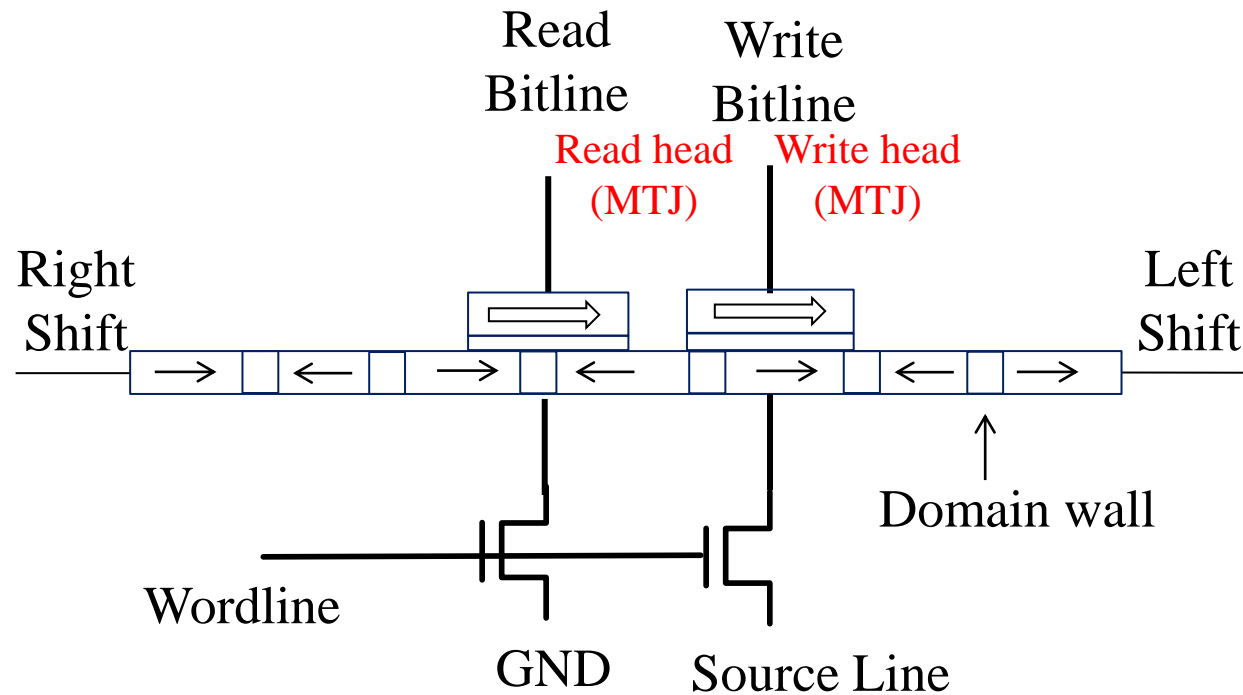 Read
Bitline
Write
Bitline
Read head
(MTJ)
Write head
(MTJ)
Right
Shift
Left
Shift
Domain wall
Wordline
GND
Source Line